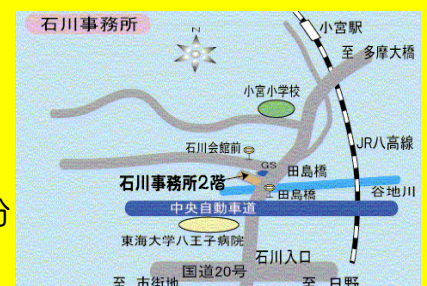 石川事務所
N
小宮駅
至 多摩大橋
小宮小学校
JR八高線
石川会館前
GS
田島橋
石川事務所2階
田島橋
谷地川
分
中央自動車道
東海大学八王子病院
石川入口
国道20号
至 市街地
至 日野